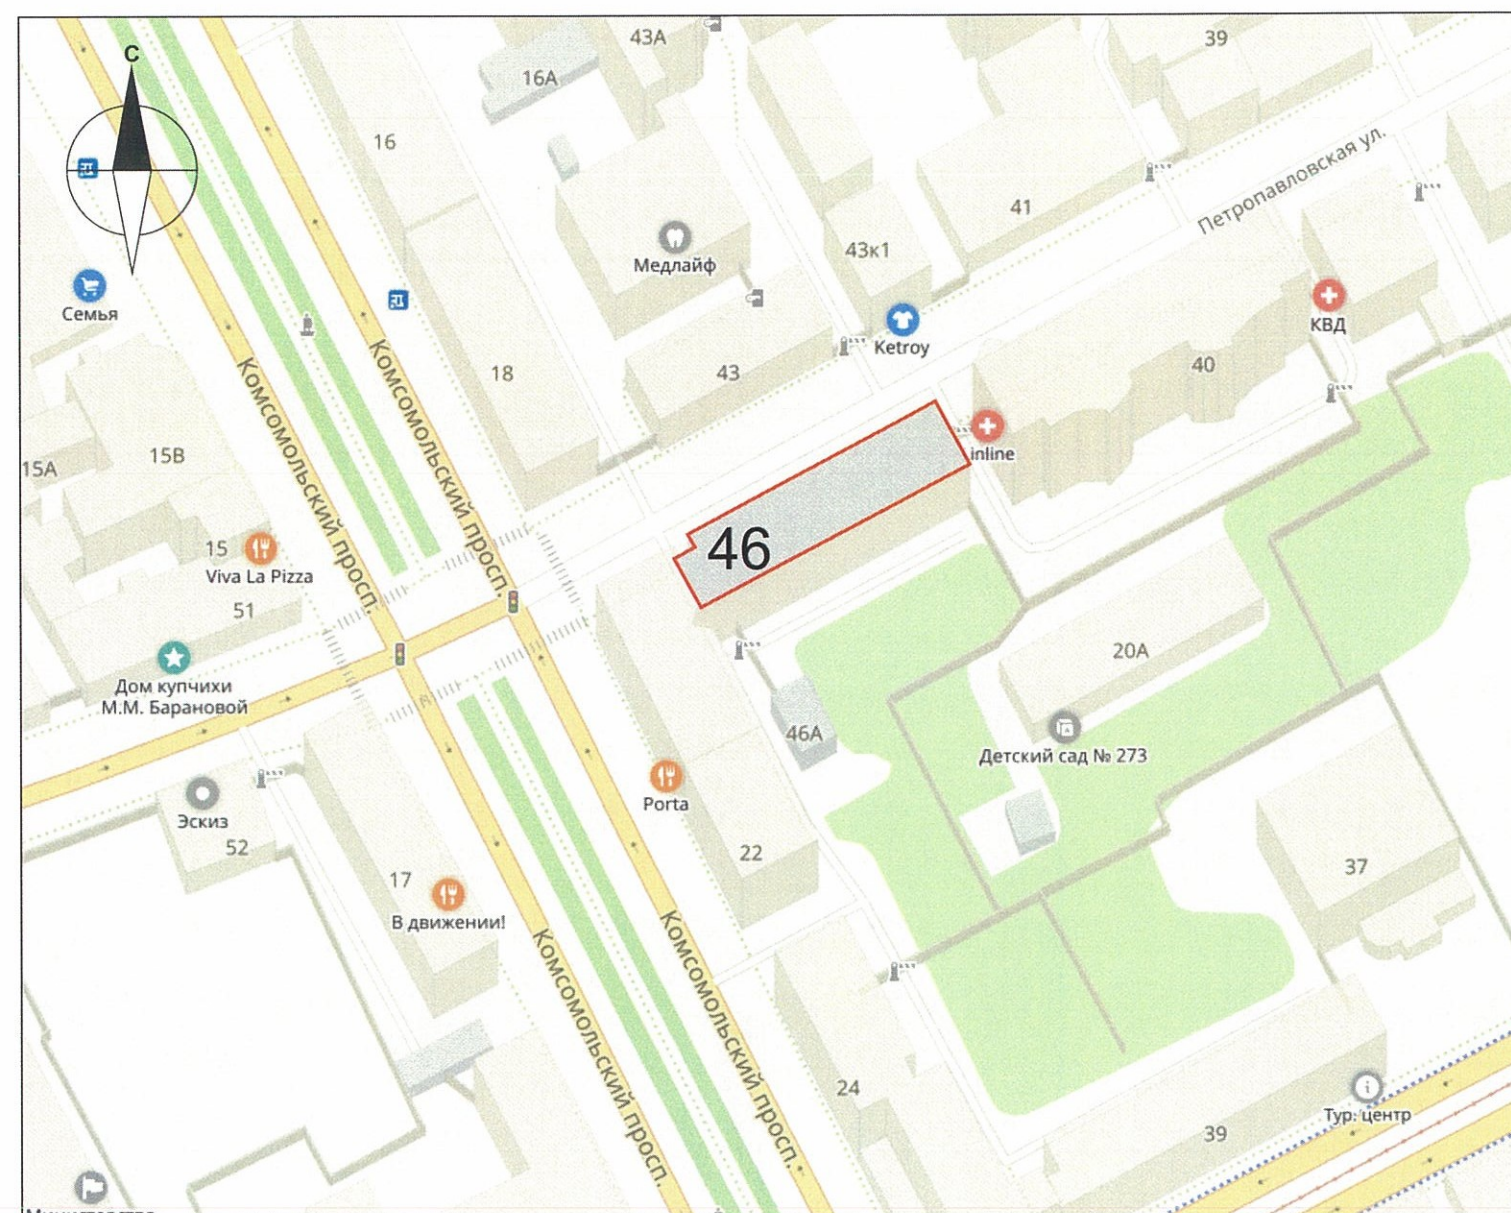 С
43А
39
16А
16
Петропавловская ул.
41
43к1
Медлайф
Семья
КВД
Ketroy
18
43
40
Комсомольский просп.
Комсомольский просп.
15А
15В
inline
46
15
Viva La Pizza
51
20А
Дом купчихи
М.М. Барановой
46А
Детский сад № 273
Porta
Эскиз
52
22
37
17
В движении!
Комсомольский просп.
Комсомольский просп.
24
Тур. центр
39